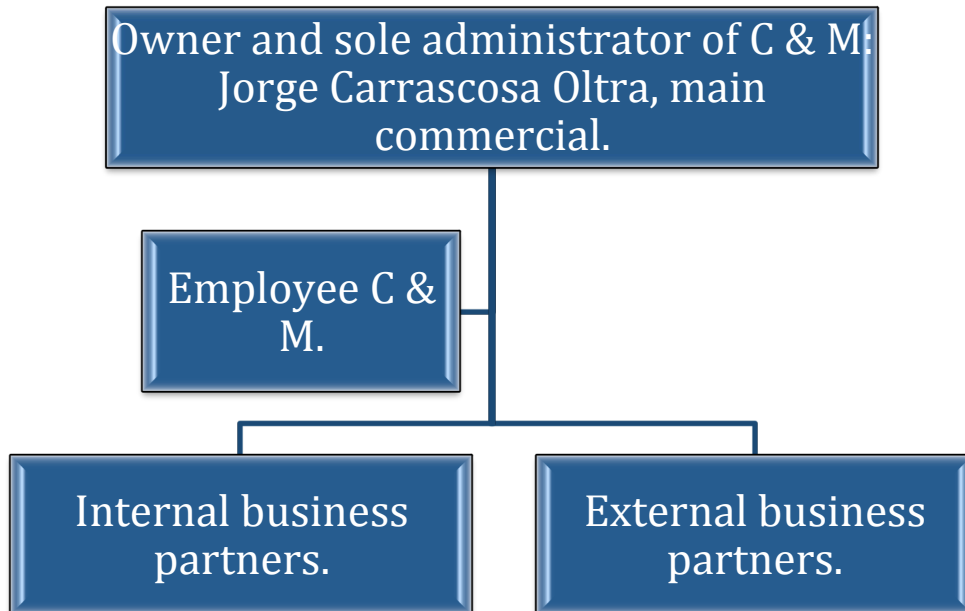 Owner and sole administrator of C & M:
Jorge Carrascosa Oltra, main
commercial.
Employee C &
M.
Internal business
partners.
External business
partners.